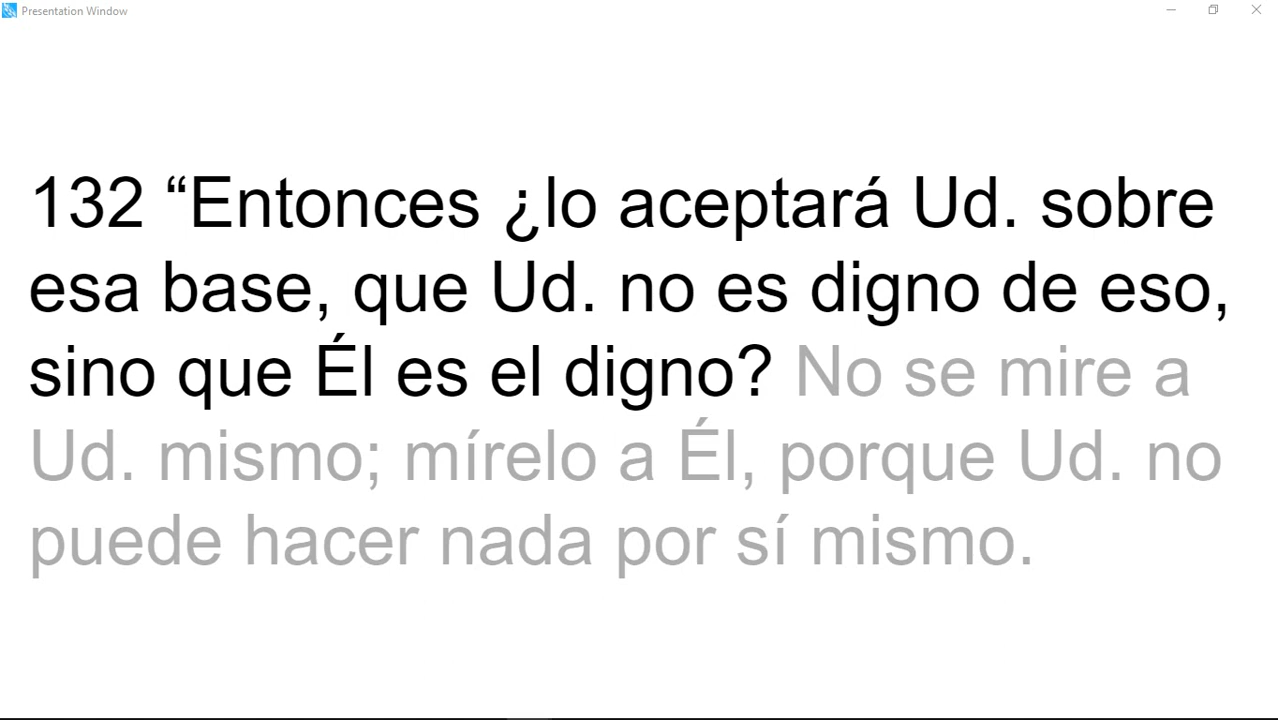 Presentation Window
132 “Entonces ¿lo aceptará Ud. sobre
esa base, que Ud. no es digno de eso,
sino que Él es el digno? No se mire a
Ud. mismo; mírelo a Él, porque Ud. no
puede hacer nada por sí mismo.